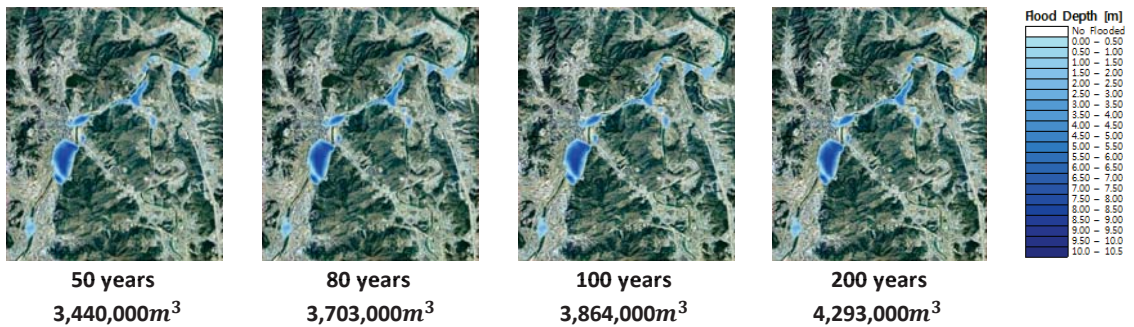 50 years
3,440,000m³
80 years
3,703,000m³
100 years
3,864,000m³
200 years
4,293,000m³
Flood Depth [m]
No Flooded
0.00 – 0.50
0.50 – 1.00
1.00 – 1.50
1.50 – 2.00
2.00 – 2.50
2.50 – 3.00
3.00 – 3.50
3.50 – 4.00
4.00 – 4.50
4.50 – 5.00
5.00 – 5.50
5.50 – 6.00
6.00 – 6.50
6.50 – 7.00
7.00 – 7.50
7.50 – 8.00
8.00 – 8.50
8.50 – 9.00
9.00 – 9.50
9.50 – 10.0
10.0 – 10.5